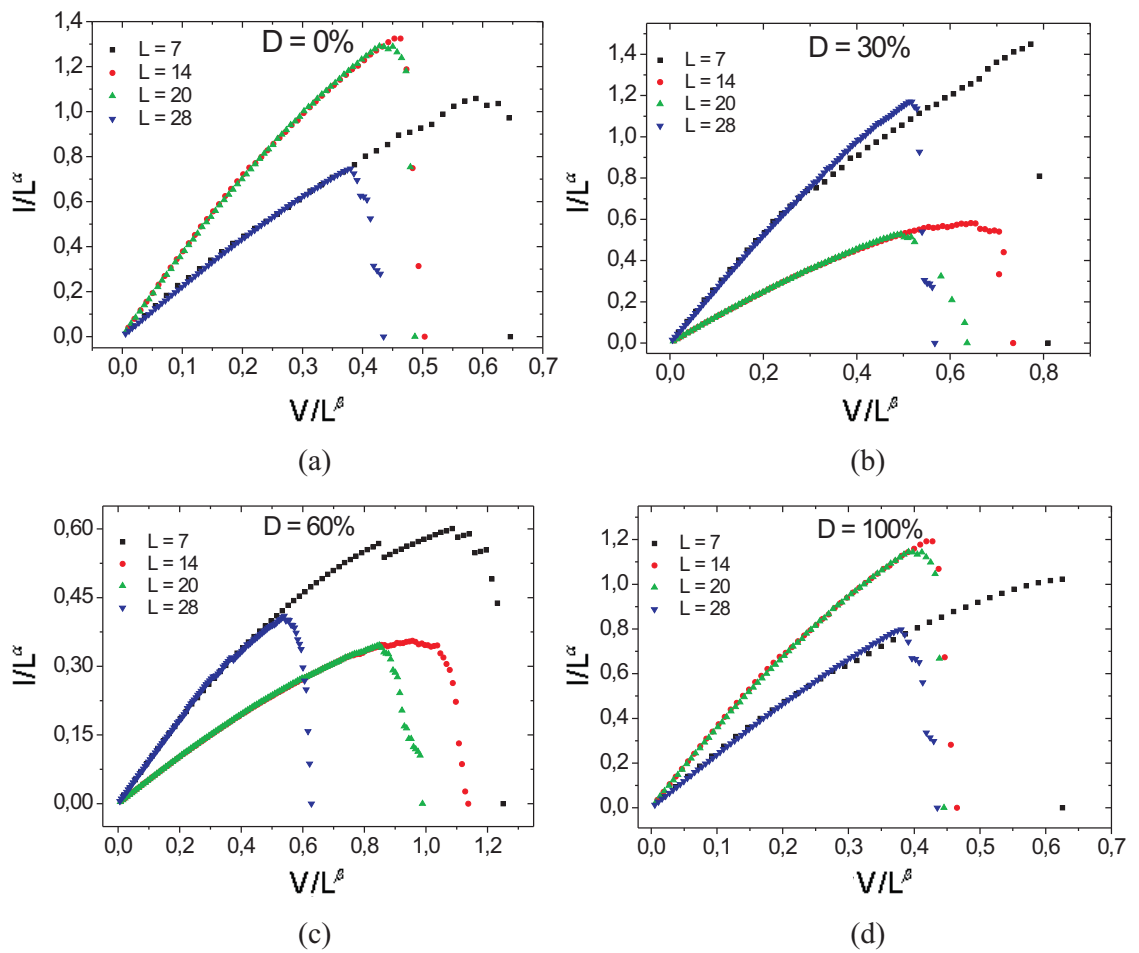 1,4
1,2
1,0
0,8
0,6
0,4
0,2
0,0
I/L^α
D = 0%
L = 7
L = 14
L = 20
L = 28
0,0 0,1 0,2 0,3 0,4 0,5 0,6 0,7
V/L^β
(a)
1,4
1,2
1,0
0,8
0,6
0,4
0,2
0,0
I/L^α
D = 30%
L = 7
L = 14
L = 20
L = 28
0,0 0,2 0,4 0,6 0,8
V/L^β
(b)
0,60
0,45
0,30
0,15
0,00
I/L^α
D = 60%
L = 7
L = 14
L = 20
L = 28
0,0 0,2 0,4 0,6 0,8 1,0 1,2
V/L^β
(c)
1,2
1,0
0,8
0,6
0,4
0,2
0,0
I/L^α
D = 100%
L = 7
L = 14
L = 20
L = 28
0,0 0,1 0,2 0,3 0,4 0,5 0,6 0,7
V/L^β
(d)